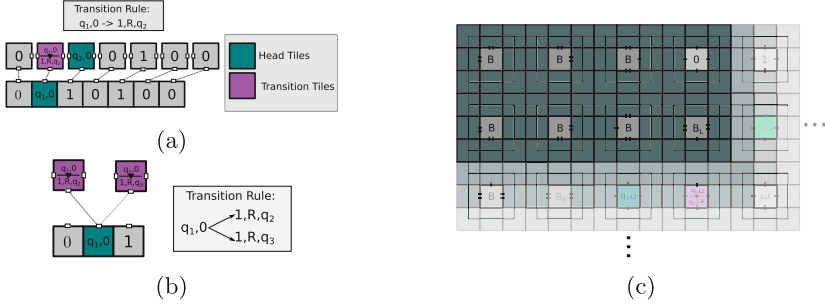 Transition Rule:
q1,0 -> 1,R,q2
0 q1,0 1,R,q2 q2,0 0 1 0 0
0 q1,0 1 0 1 0 0
Head Tiles
Transition Tiles
(a)
q1,0 1,R,q2
q1,0 1,R,q3
0 q1,0 1
Transition Rule:
q1,0
1,R,q2
1,R,q3
(b)
B B B 0 1
B B B BL
B
...
(c)